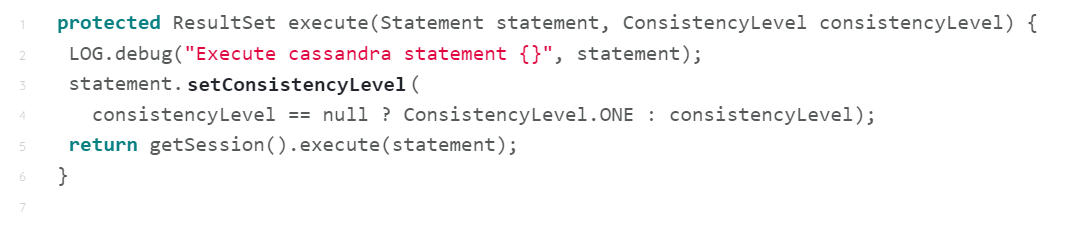 1 protected ResultSet execute(Statement statement, ConsistencyLevel consistencyLevel) {
2 LOG.debug("Execute cassandra statement {}", statement);
3 statement.setConsistencyLevel(
4 consistencyLevel == null ? ConsistencyLevel.ONE : consistencyLevel);
5 return getSession().execute(statement);
6 }
7